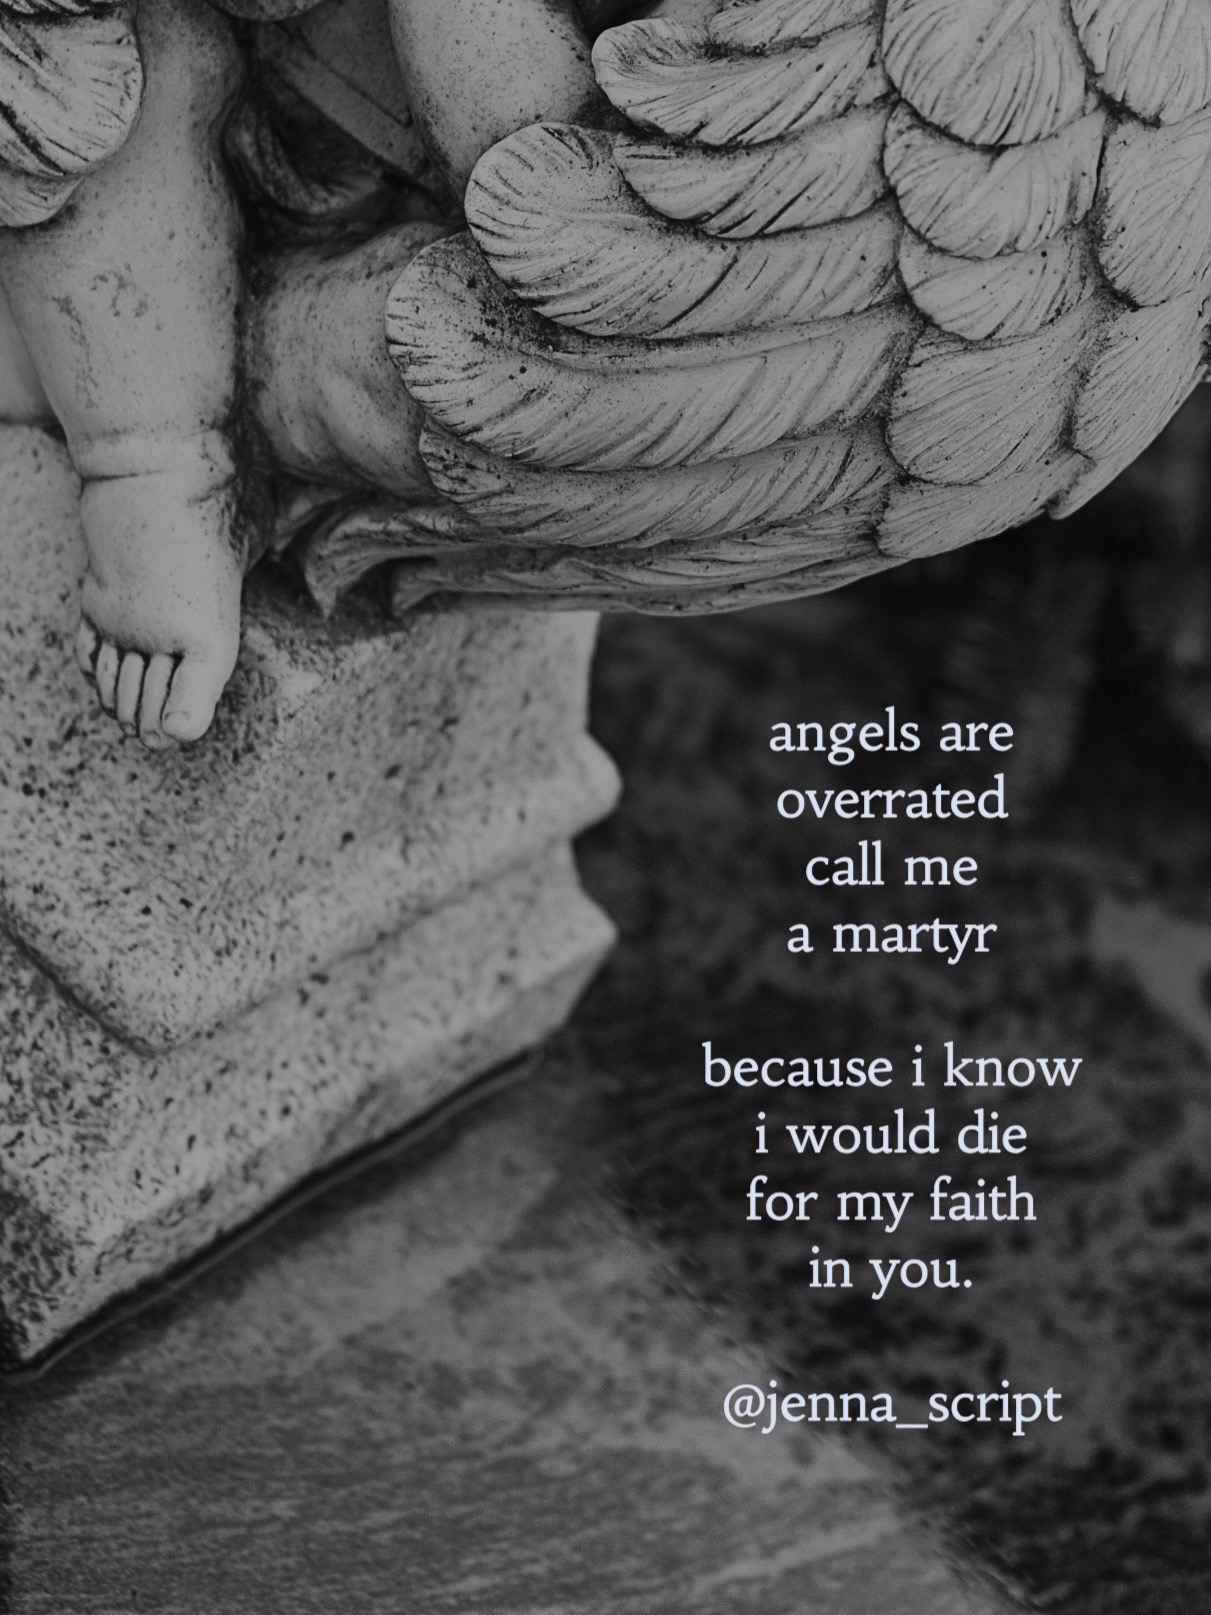 angels are
overrated
call me
a martyr
because i know
i would die
for my faith
in you.
@jenna_script